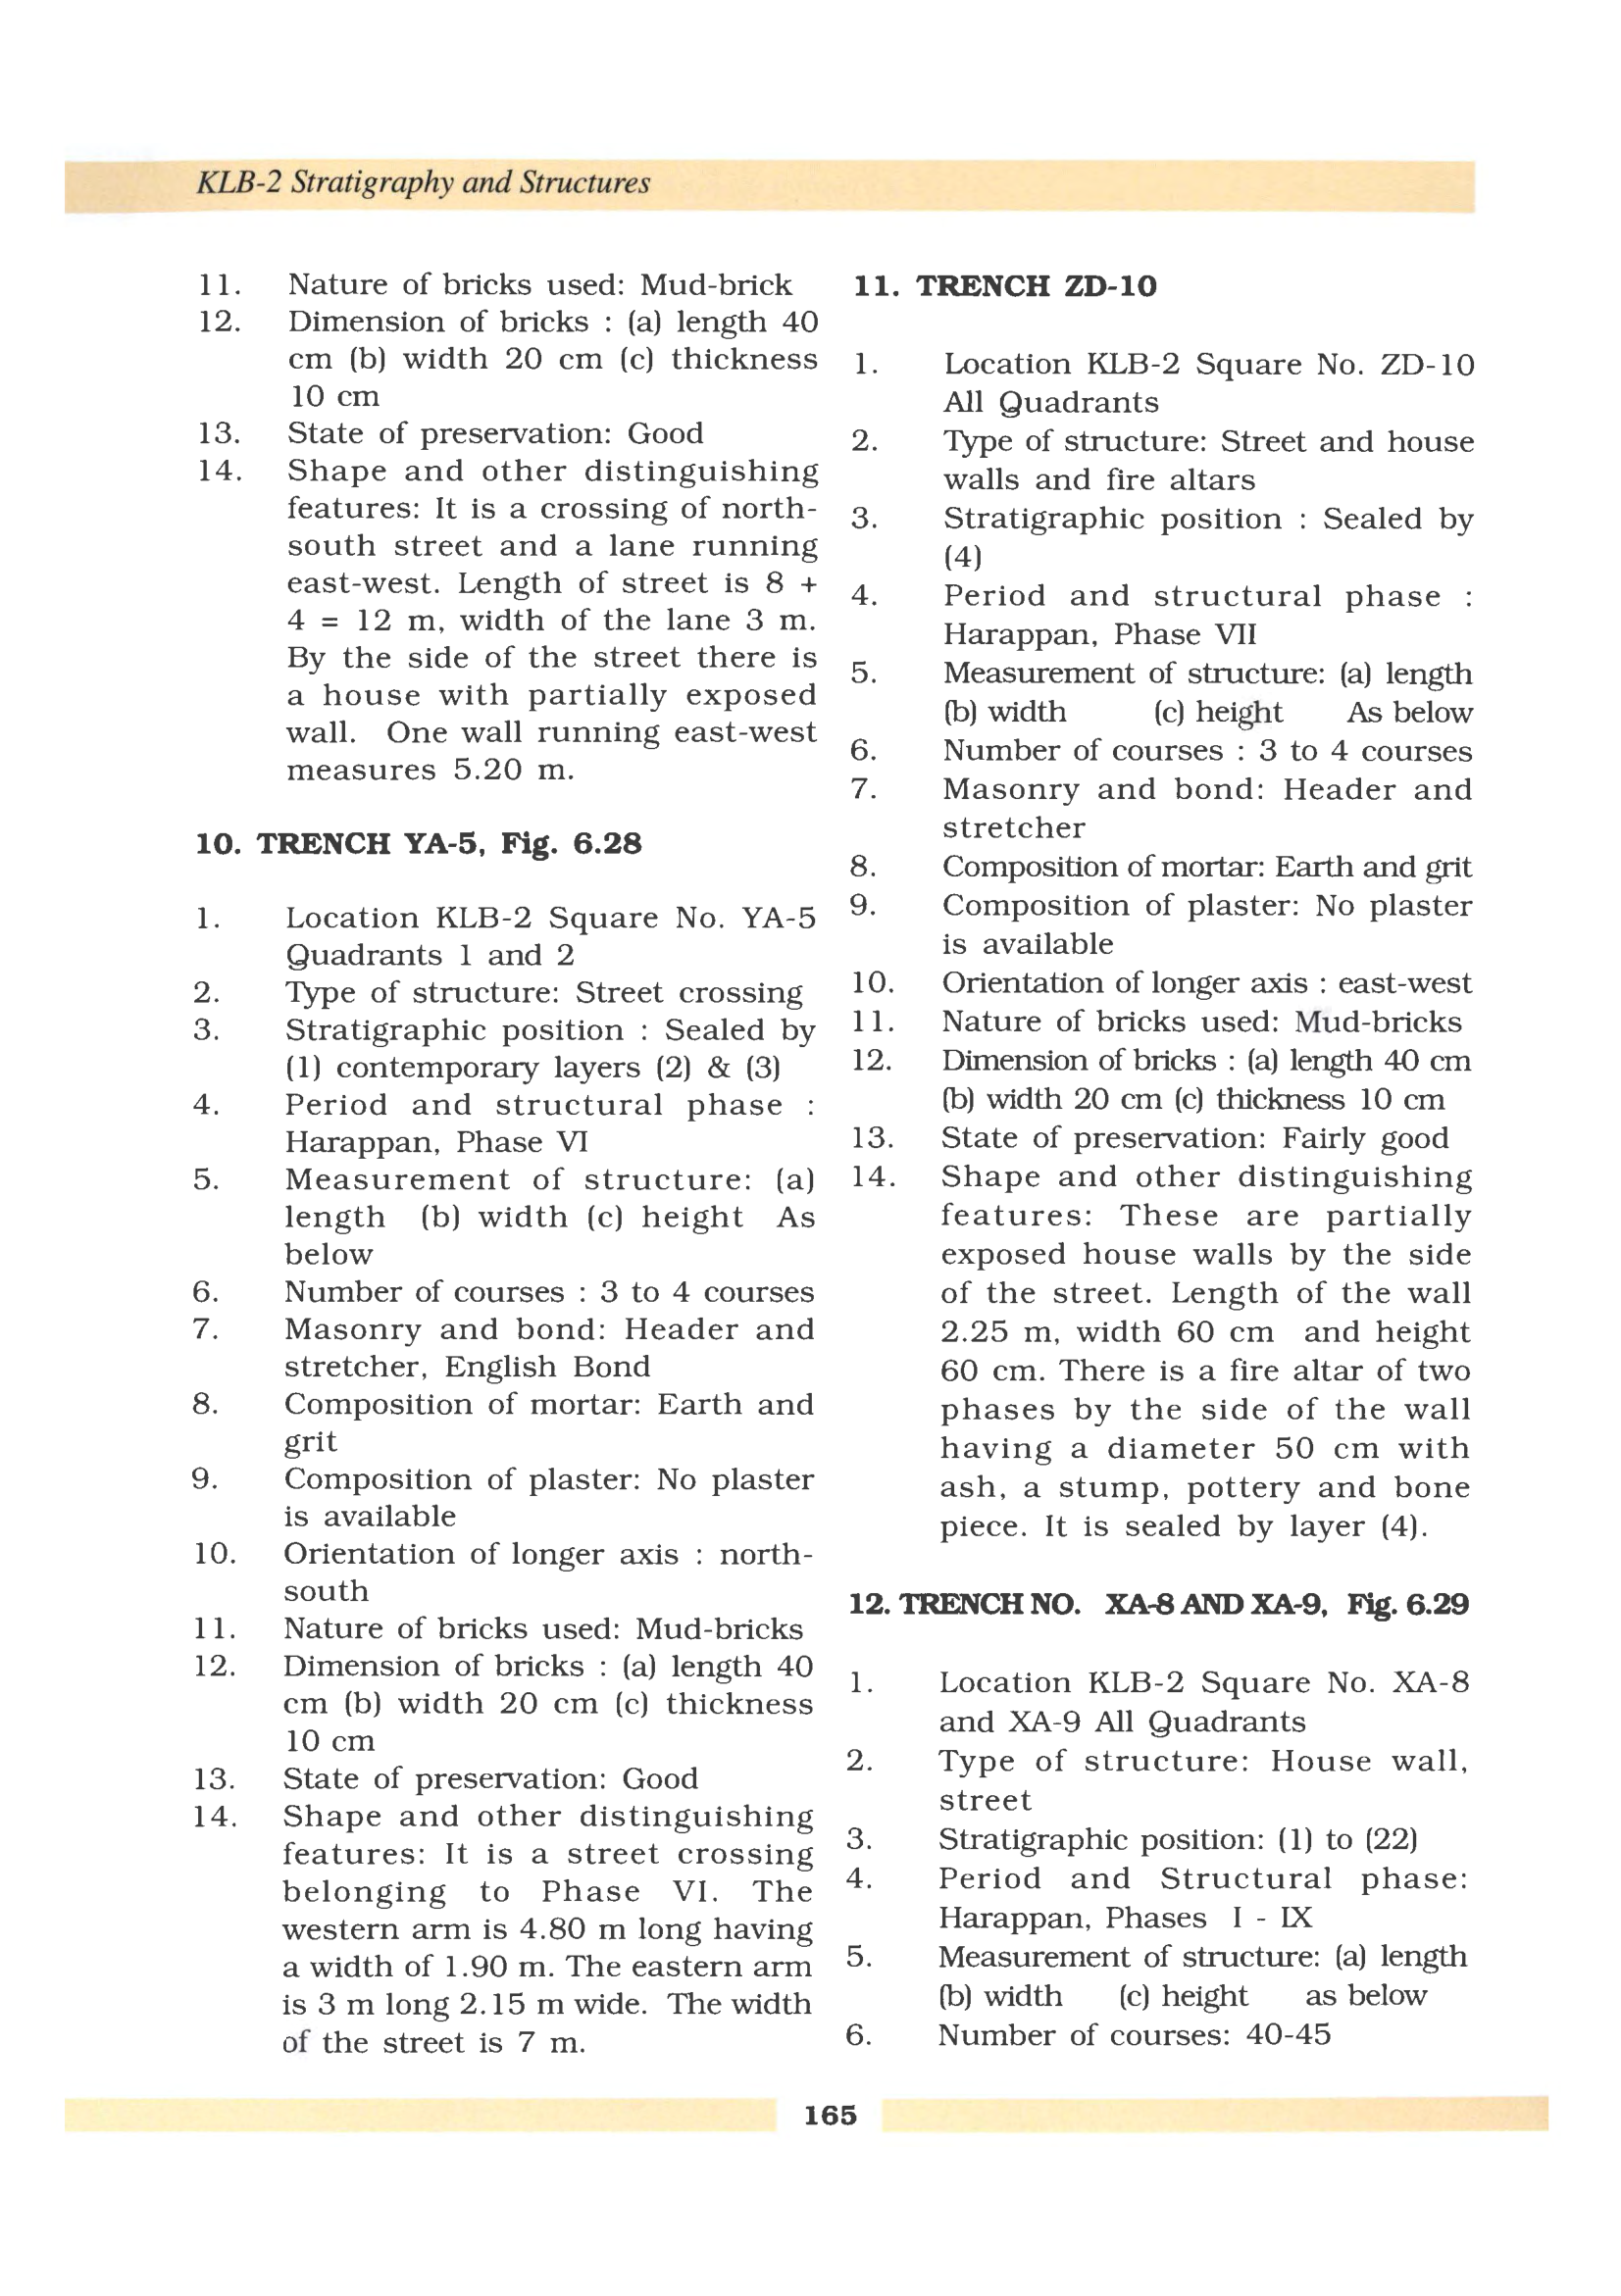 KLB-2 Stratigraphy and Structures
11. Nature of bricks used: Mud-brick
12. Dimension of bricks : (a) length 40
cm (b) width 20 cm (c) thickness
10 cm
13. State of preservation: Good
14. Shape and other distinguishing
features: It is a crossing of north-
south street and a lane running
east-west. Length of street is 8 +
4 = 12 m, width of the lane 3 m.
By the side of the street there is
a house with partially exposed
wall. One wall running east-west
measures 5.20 m.
10. TRENCH YA-5, Fig. 6.28
1. Location KLB-2 Square No. YA-5
Quadrants 1 and 2
2. Type of structure: Street crossing
3. Stratigraphic position : Sealed by
(1) contemporary layers (2) & (3)
4. Period and structural phase :
Harappan, Phase VI
5. Measurement of structure: (a)
length (b) width (c) height As
below
6. Number of courses : 3 to 4 courses
7. Masonry and bond: Header and
stretcher, English Bond
8. Composition of mortar: Earth and
grit
9. Composition of plaster: No plaster
is available
10. Orientation of longer axis : north-
south
11. Nature of bricks used: Mud-bricks
12. Dimension of bricks : (a) length 40
cm (b) width 20 cm (c) thickness
10 cm
13. State of preservation: Good
14. Shape and other distinguishing
features: It is a street crossing
belonging to Phase VI. The
western arm is 4.80 m long having
a width of 1.90 m. The eastern arm
is 3 m long 2.15 m wide. The width
of the street is 7 m.
11. TRENCH ZD-10
1. Location KLB-2 Square No. ZD-10
All Quadrants
2. Type of structure: Street and house
walls and fire altars
3. Stratigraphic position : Sealed by
(4)
4. Period and structural phase :
Harappan, Phase VII
5. Measurement of structure: (a) length
(b) width (c) height As below
6. Number of courses : 3 to 4 courses
7. Masonry and bond: Header and
stretcher
8. Composition of mortar: Earth and grit
9. Composition of plaster: No plaster
is available
10. Orientation of longer axis : east-west
11. Nature of bricks used: Mud-bricks
12. Dimension of bricks : (a) length 40 cm
(b) width 20 cm (c) thickness 10 cm
13. State of preservation: Fairly good
14. Shape and other distinguishing
features: These are partially
exposed house walls by the side
of the street. Length of the wall
2.25 m, width 60 cm and height
60 cm. There is a fire altar of two
phases by the side of the wall
having a diameter 50 cm with
ash, a stump, pottery and bone
piece. It is sealed by layer (4).
12. TRENCH NO. XA-8 AND XA-9, Fig. 6.29
1. Location KLB-2 Square No. XA-8
and XA-9 All Quadrants
2. Type of structure: House wall,
street
3. Stratigraphic position: (1) to (22)
4. Period and Structural phase:
Harappan, Phases I - IX
5. Measurement of structure: (a) length
(b) width (c) height as below
6. Number of courses: 40-45
165